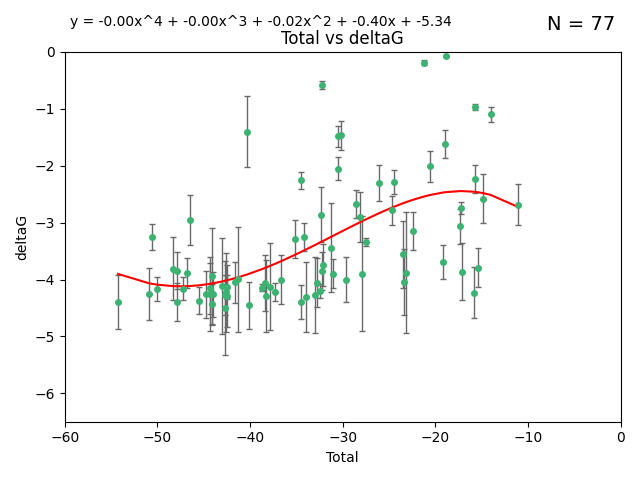 y = -0.00x^4 + -0.00x^3 + -0.02x^2 + -0.40x + -5.34
N = 77
Total vs deltaG
0
−1
−2
−3
−4
−5
−6
deltaG
−60 −50 −40 −30 −20 −10 0
Total